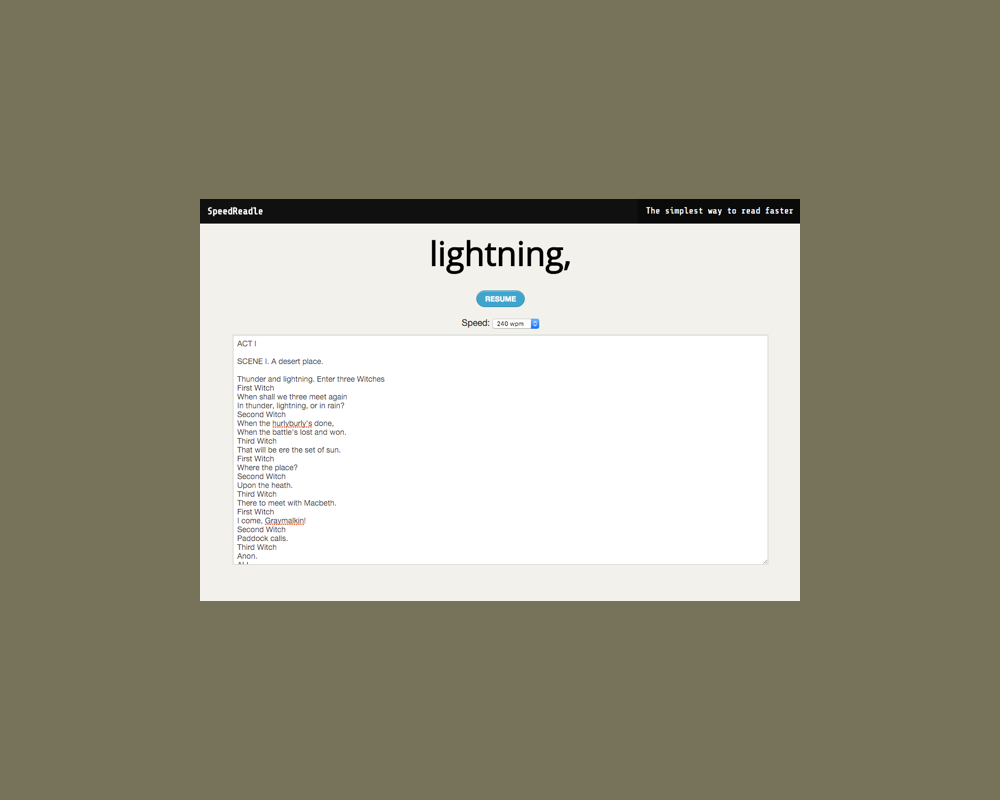 SpeedReadle
The simplest way to read faster
lightning,
RESUME
Speed: 240 wpm
ACT I
SCENE I. A desert place.
Thunder and lightning. Enter three Witches
First Witch
When shall we three meet again
In thunder, lightning, or in rain?
Second Witch
When the hurlyburly's done,
When the battle's lost and won.
Third Witch
That will be ere the set of sun.
First Witch
Where the place?
Second Witch
Upon the heath.
Third Witch
There to meet with Macbeth.
First Witch
I come, Graymalkin!
Second Witch
Paddock calls.
Third Witch
Anon.